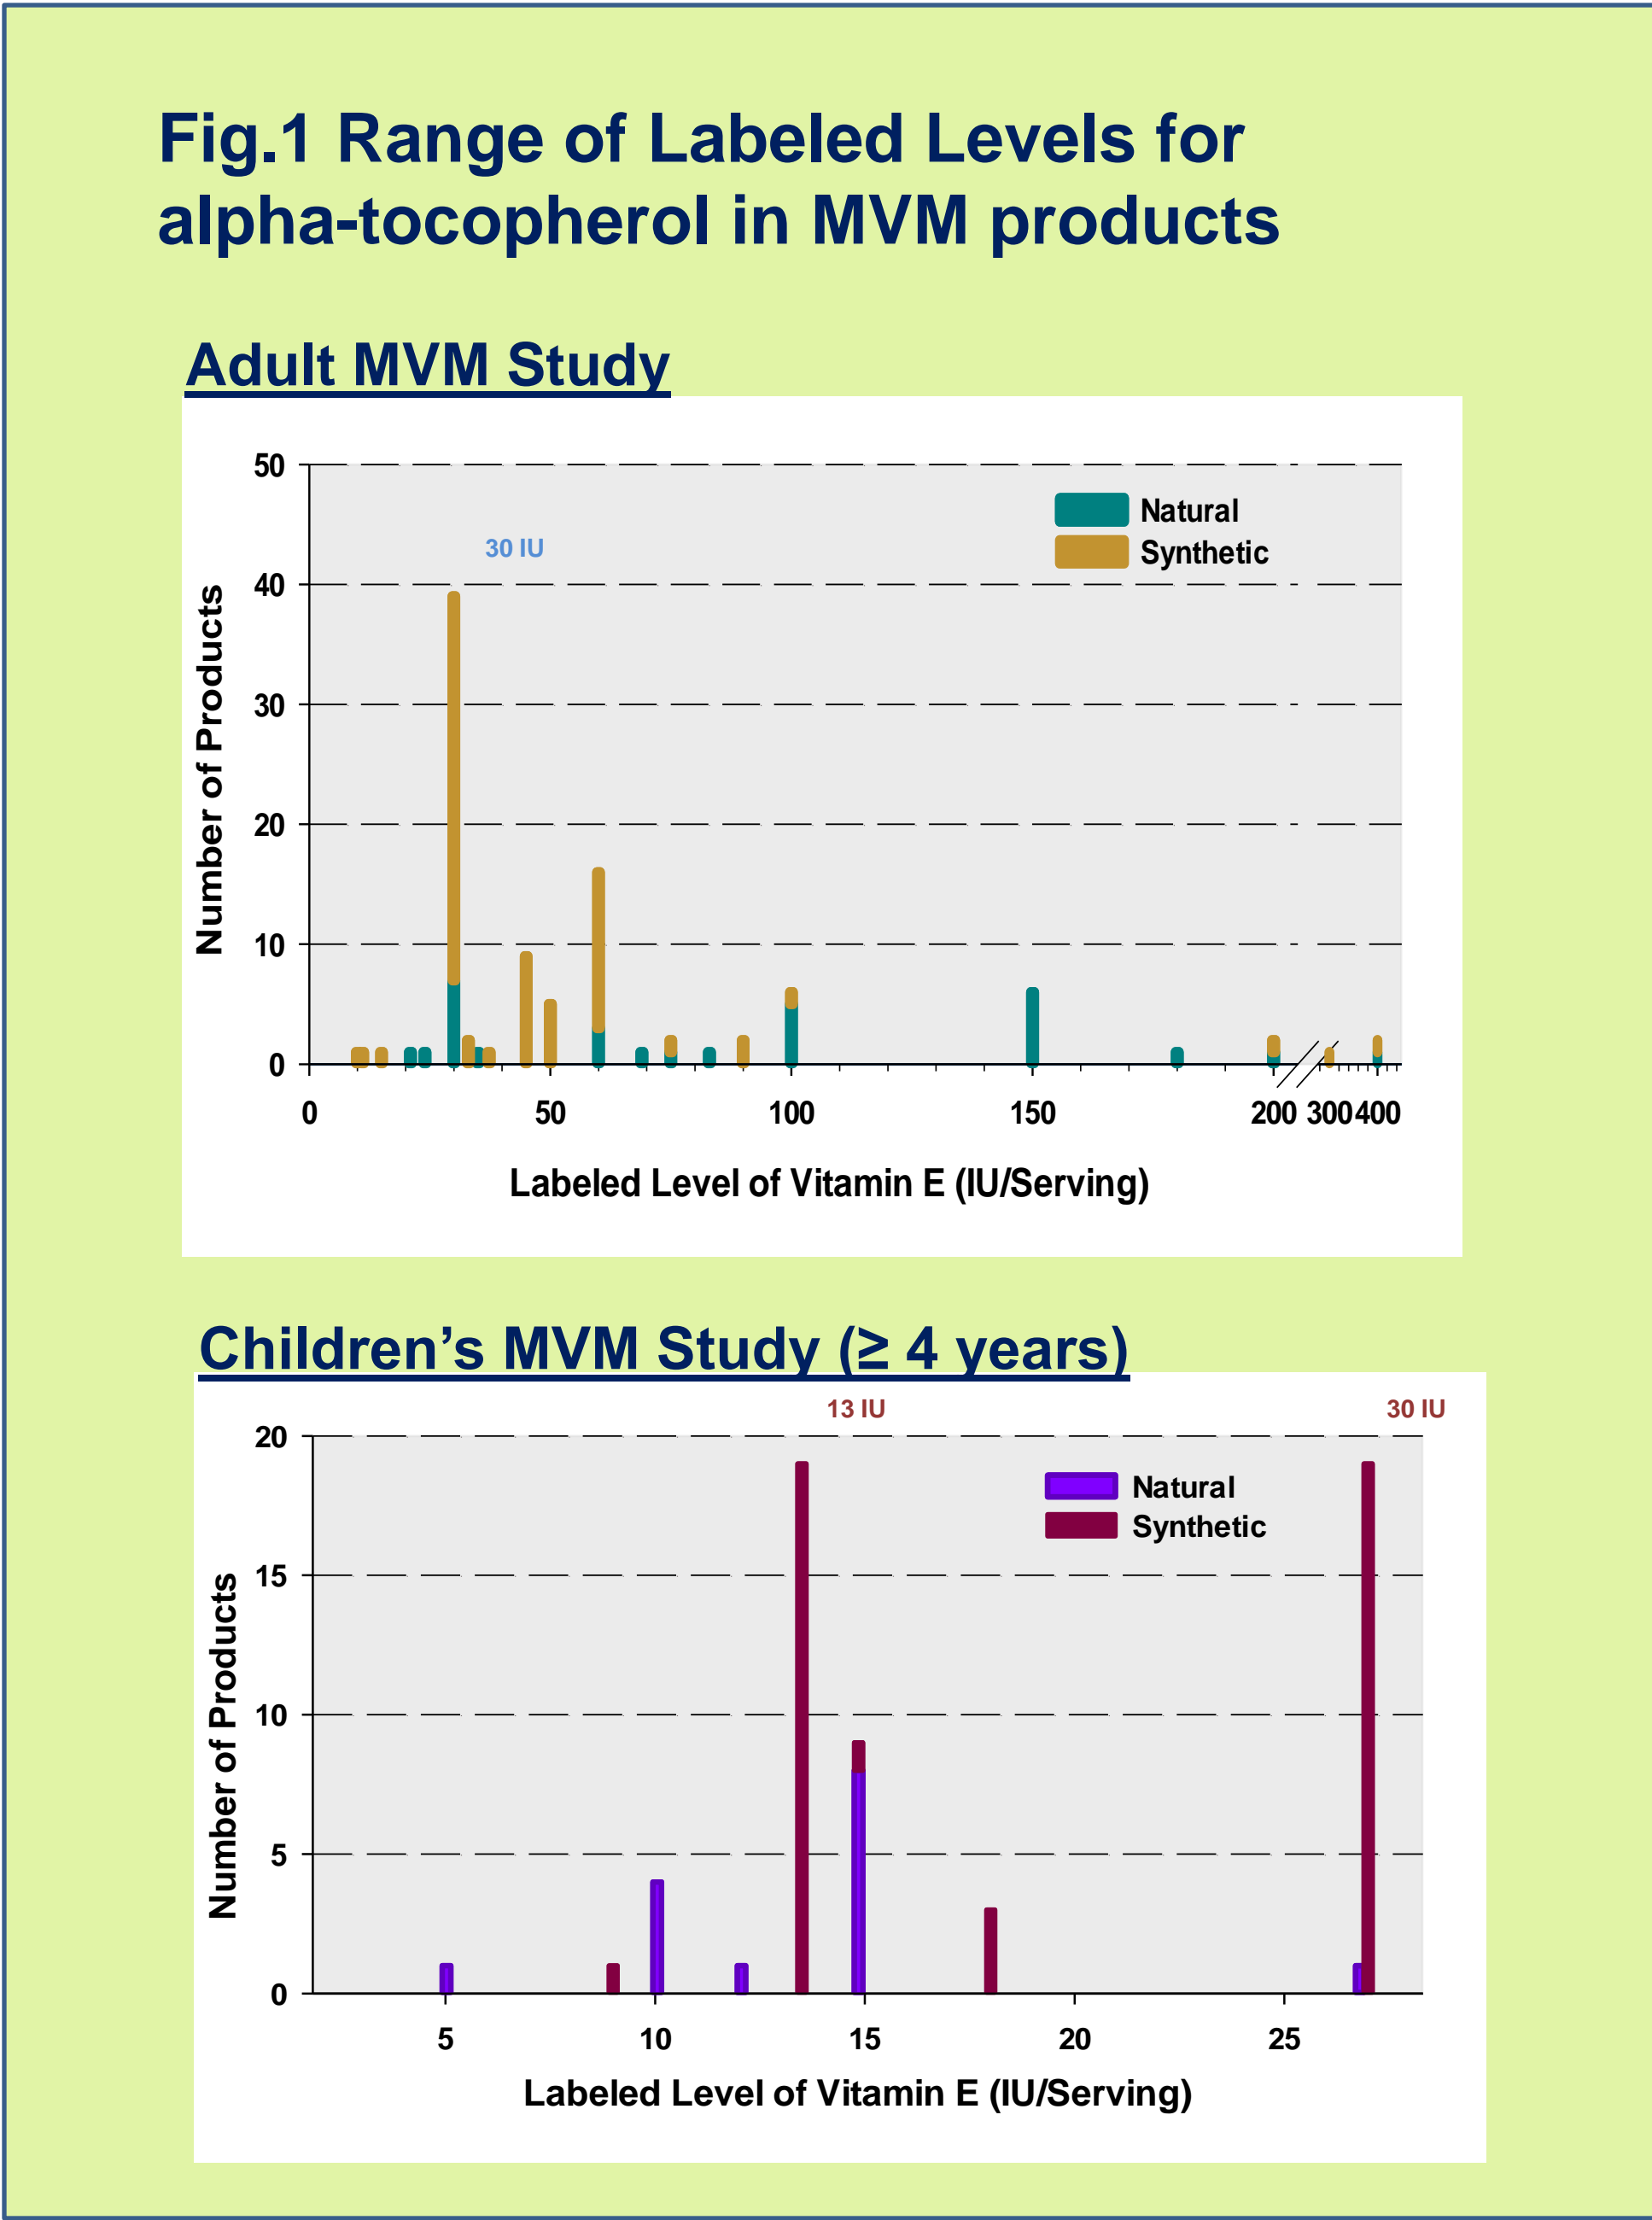 Fig.1 Range of Labeled Levels for
alpha-tocopherol in MVM products
Adult MVM Study
50
40
30
20
10
0
Number of Products
30 IU
Natural
Synthetic
0 50 100 150 200 300 400
Labeled Level of Vitamin E (IU/Serving)
Children’s MVM Study (≥ 4 years)
13 IU 30 IU
20
15
10
5
0
Number of Products
Natural
Synthetic
5 10 15 20 25
Labeled Level of Vitamin E (IU/Serving)